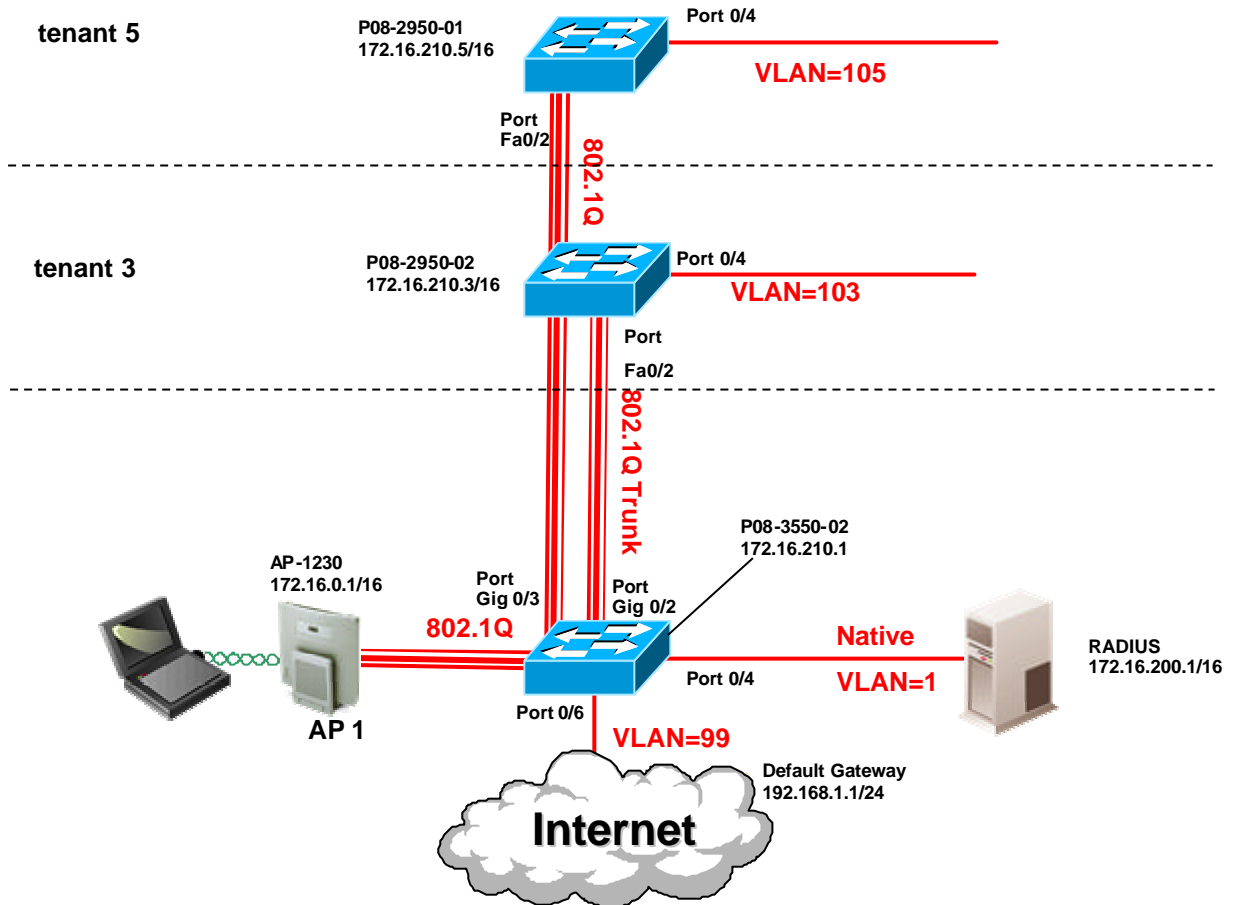 tenant 5
P08-2950-01
172.16.210.5/16
Port 0/4
VLAN=105
Port
Fa0/2
802.1Q
tenant 3
P08-2950-02
172.16.210.3/16
Port 0/4
VLAN=103
Port
Fa0/2
802.1Q Trunk
P08-3550-02
172.16.210.1
AP-1230
172.16.0.1/16
Port
Gig 0/3
Port
Gig 0/2
802.1Q
Native
VLAN=1
RADIUS
172.16.200.1/16
Port 0/4
AP 1
Port 0/6
VLAN=99
Default Gateway
192.168.1.1/24
Internet